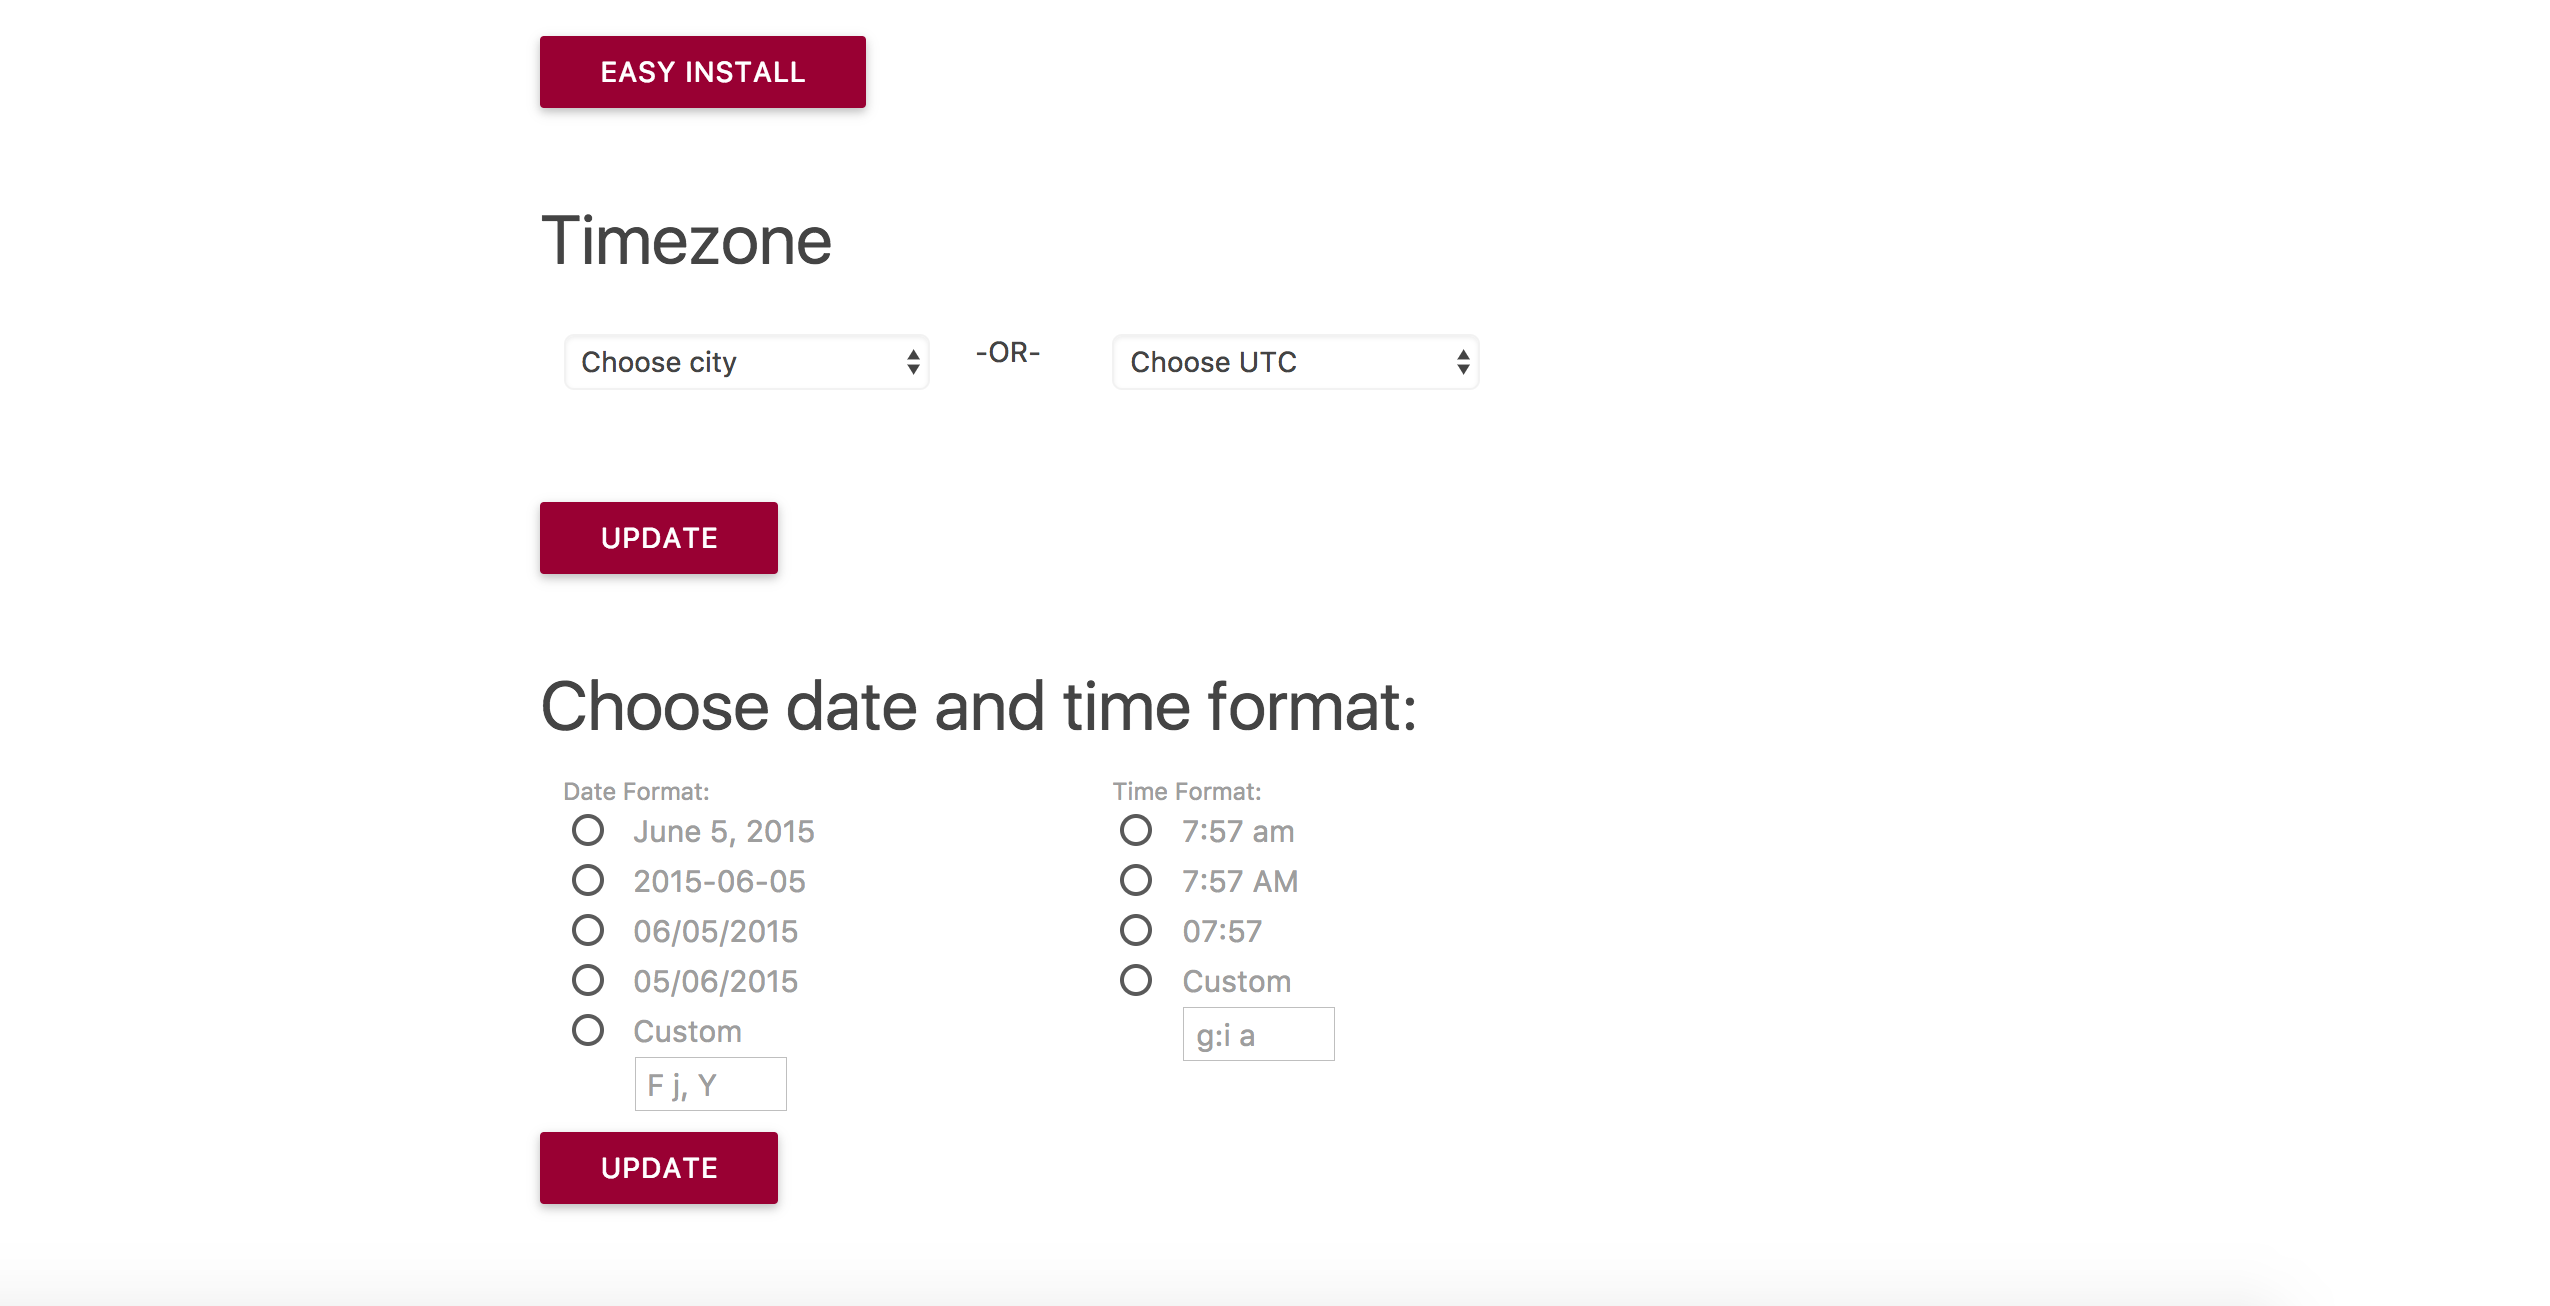 EASY INSTALL
Timezone
Choose city -OR- Choose UTC
UPDATE
Choose date and time format:
Date Format:
June 5, 2015
2015-06-05
06/05/2015
05/06/2015
Custom
F j, Y
Time Format:
7:57 am
7:57 AM
07:57
Custom
g:i a
UPDATE